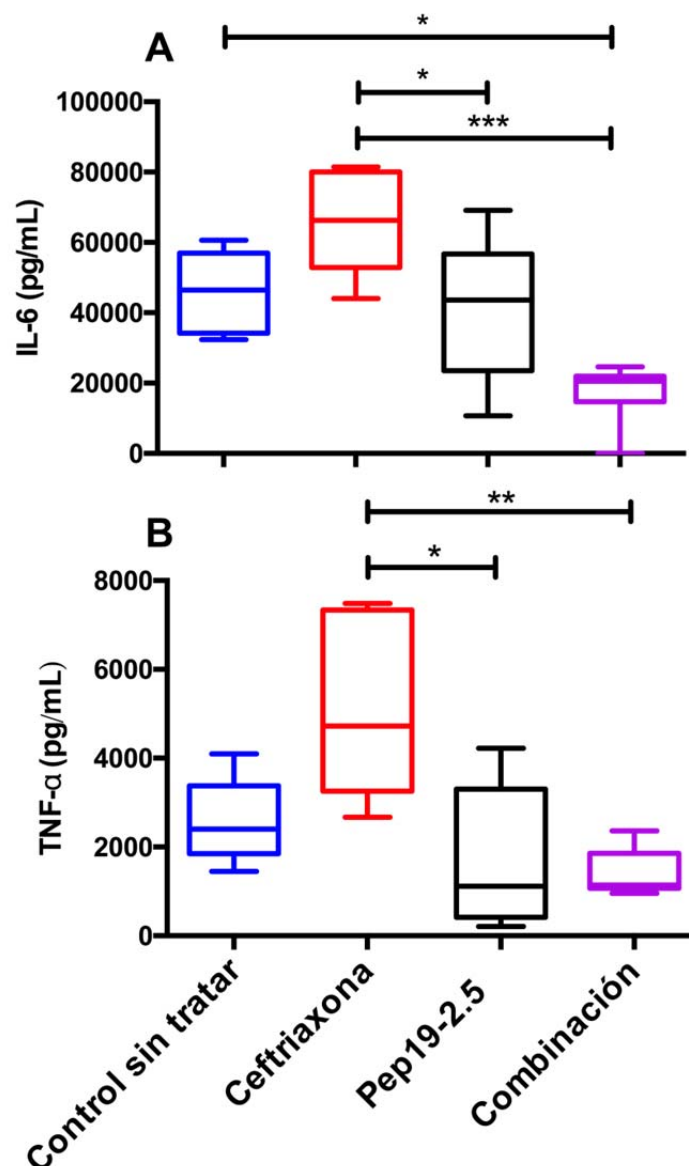 *
A
*
***
100000
80000
60000
40000
20000
0
IL-6 (pg/mL)
**
B
*
8000
6000
4000
2000
0
TNF-α (pg/mL)
Control sin tratar
Ceftriaxona
Pep19-2.5
Combinación